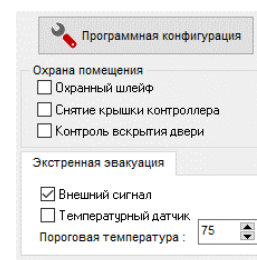 Программная конфигурация
Охрана помещения
Охранный шлейф
Снятие крышки контроллера
Контроль вскрытия двери
Экстренная эвакуация
Внешний сигнал
Температурный датчик
Пороговая температура : 75